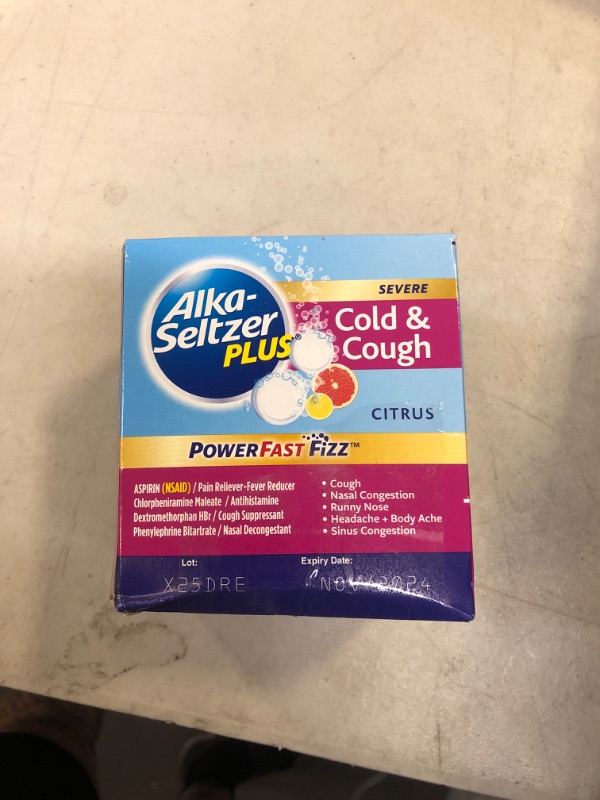 Alka-
Seltzer
PLUS®
SEVERE
Cold &
Cough
CITRUS
POWERFAST FIZZ™
ASPIRIN (NSAID) / Pain Reliever-Fever Reducer
Chlorpheniramine Maleate / Antihistamine
Dextromethorphan HBr / Cough Suppressant
Phenylephrine Bitartrate / Nasal Decongestant
• Cough
• Nasal Congestion
• Runny Nose
• Headache + Body Ache
• Sinus Congestion
Lot:
X25DRE
Expiry Date:
NOV 2024